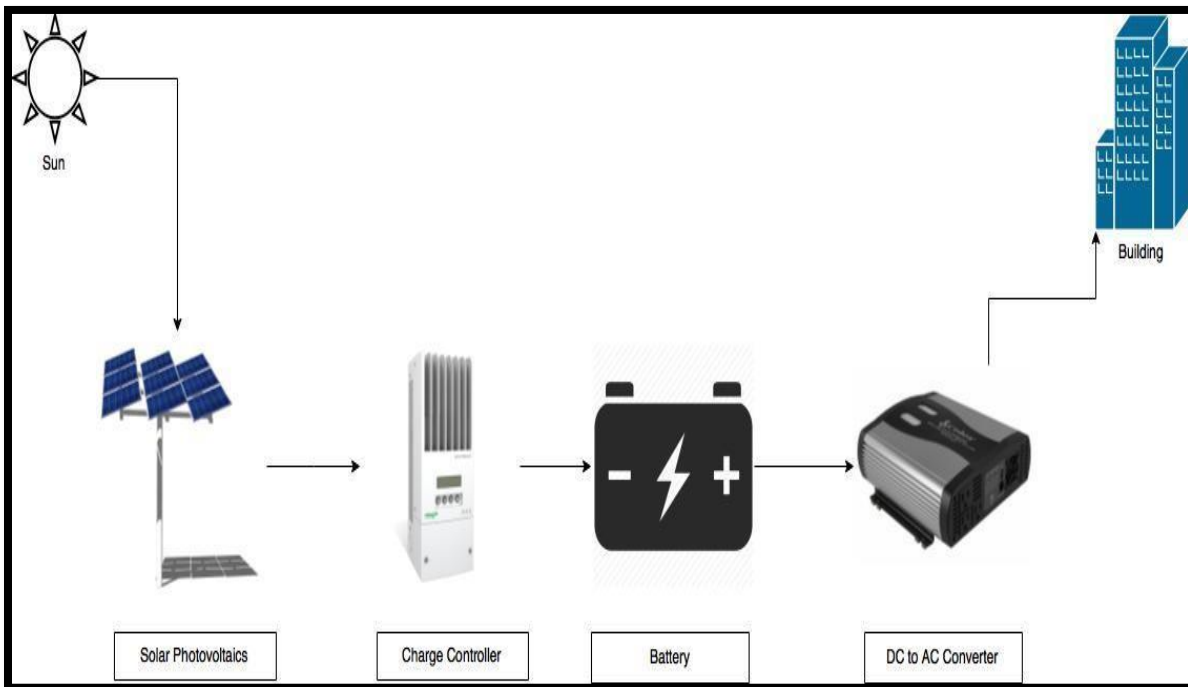 Sun
Building
Solar Photovoltaics
Charge Controller
Battery
DC to AC Converter